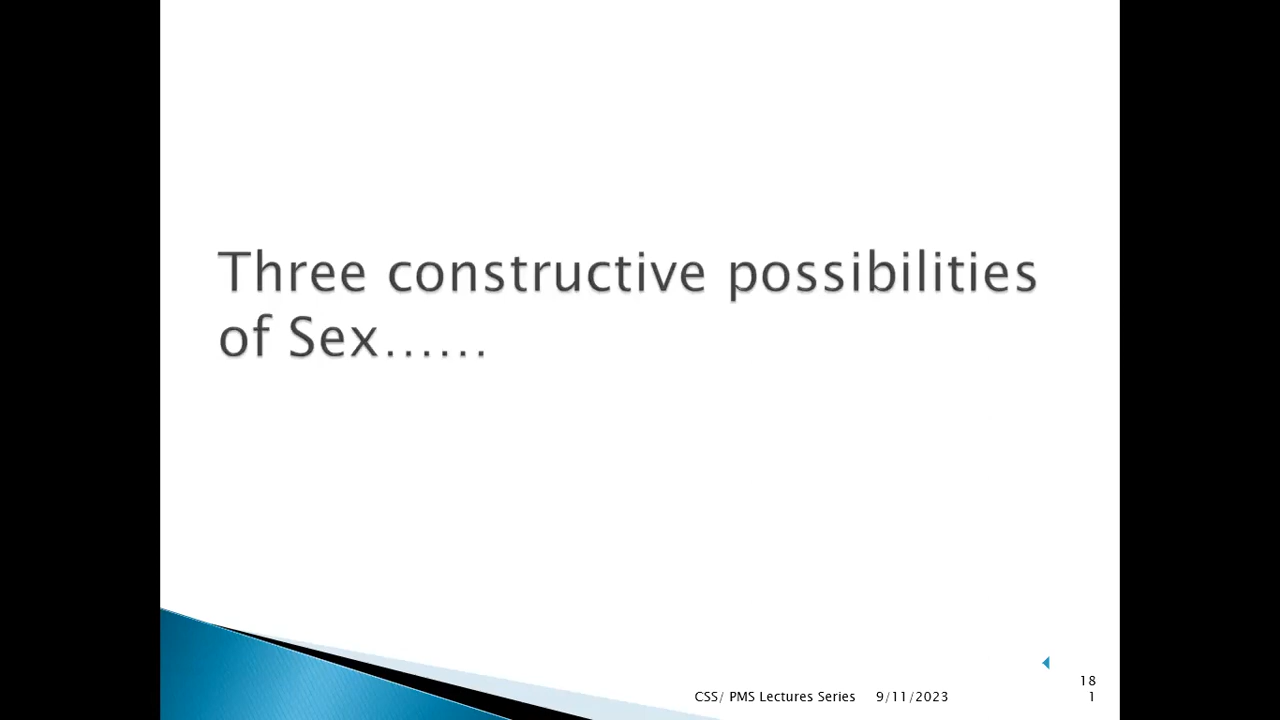 Three constructive possibilities
of Sex......
CSS/ PMS Lectures Series 9/11/2023
18
1